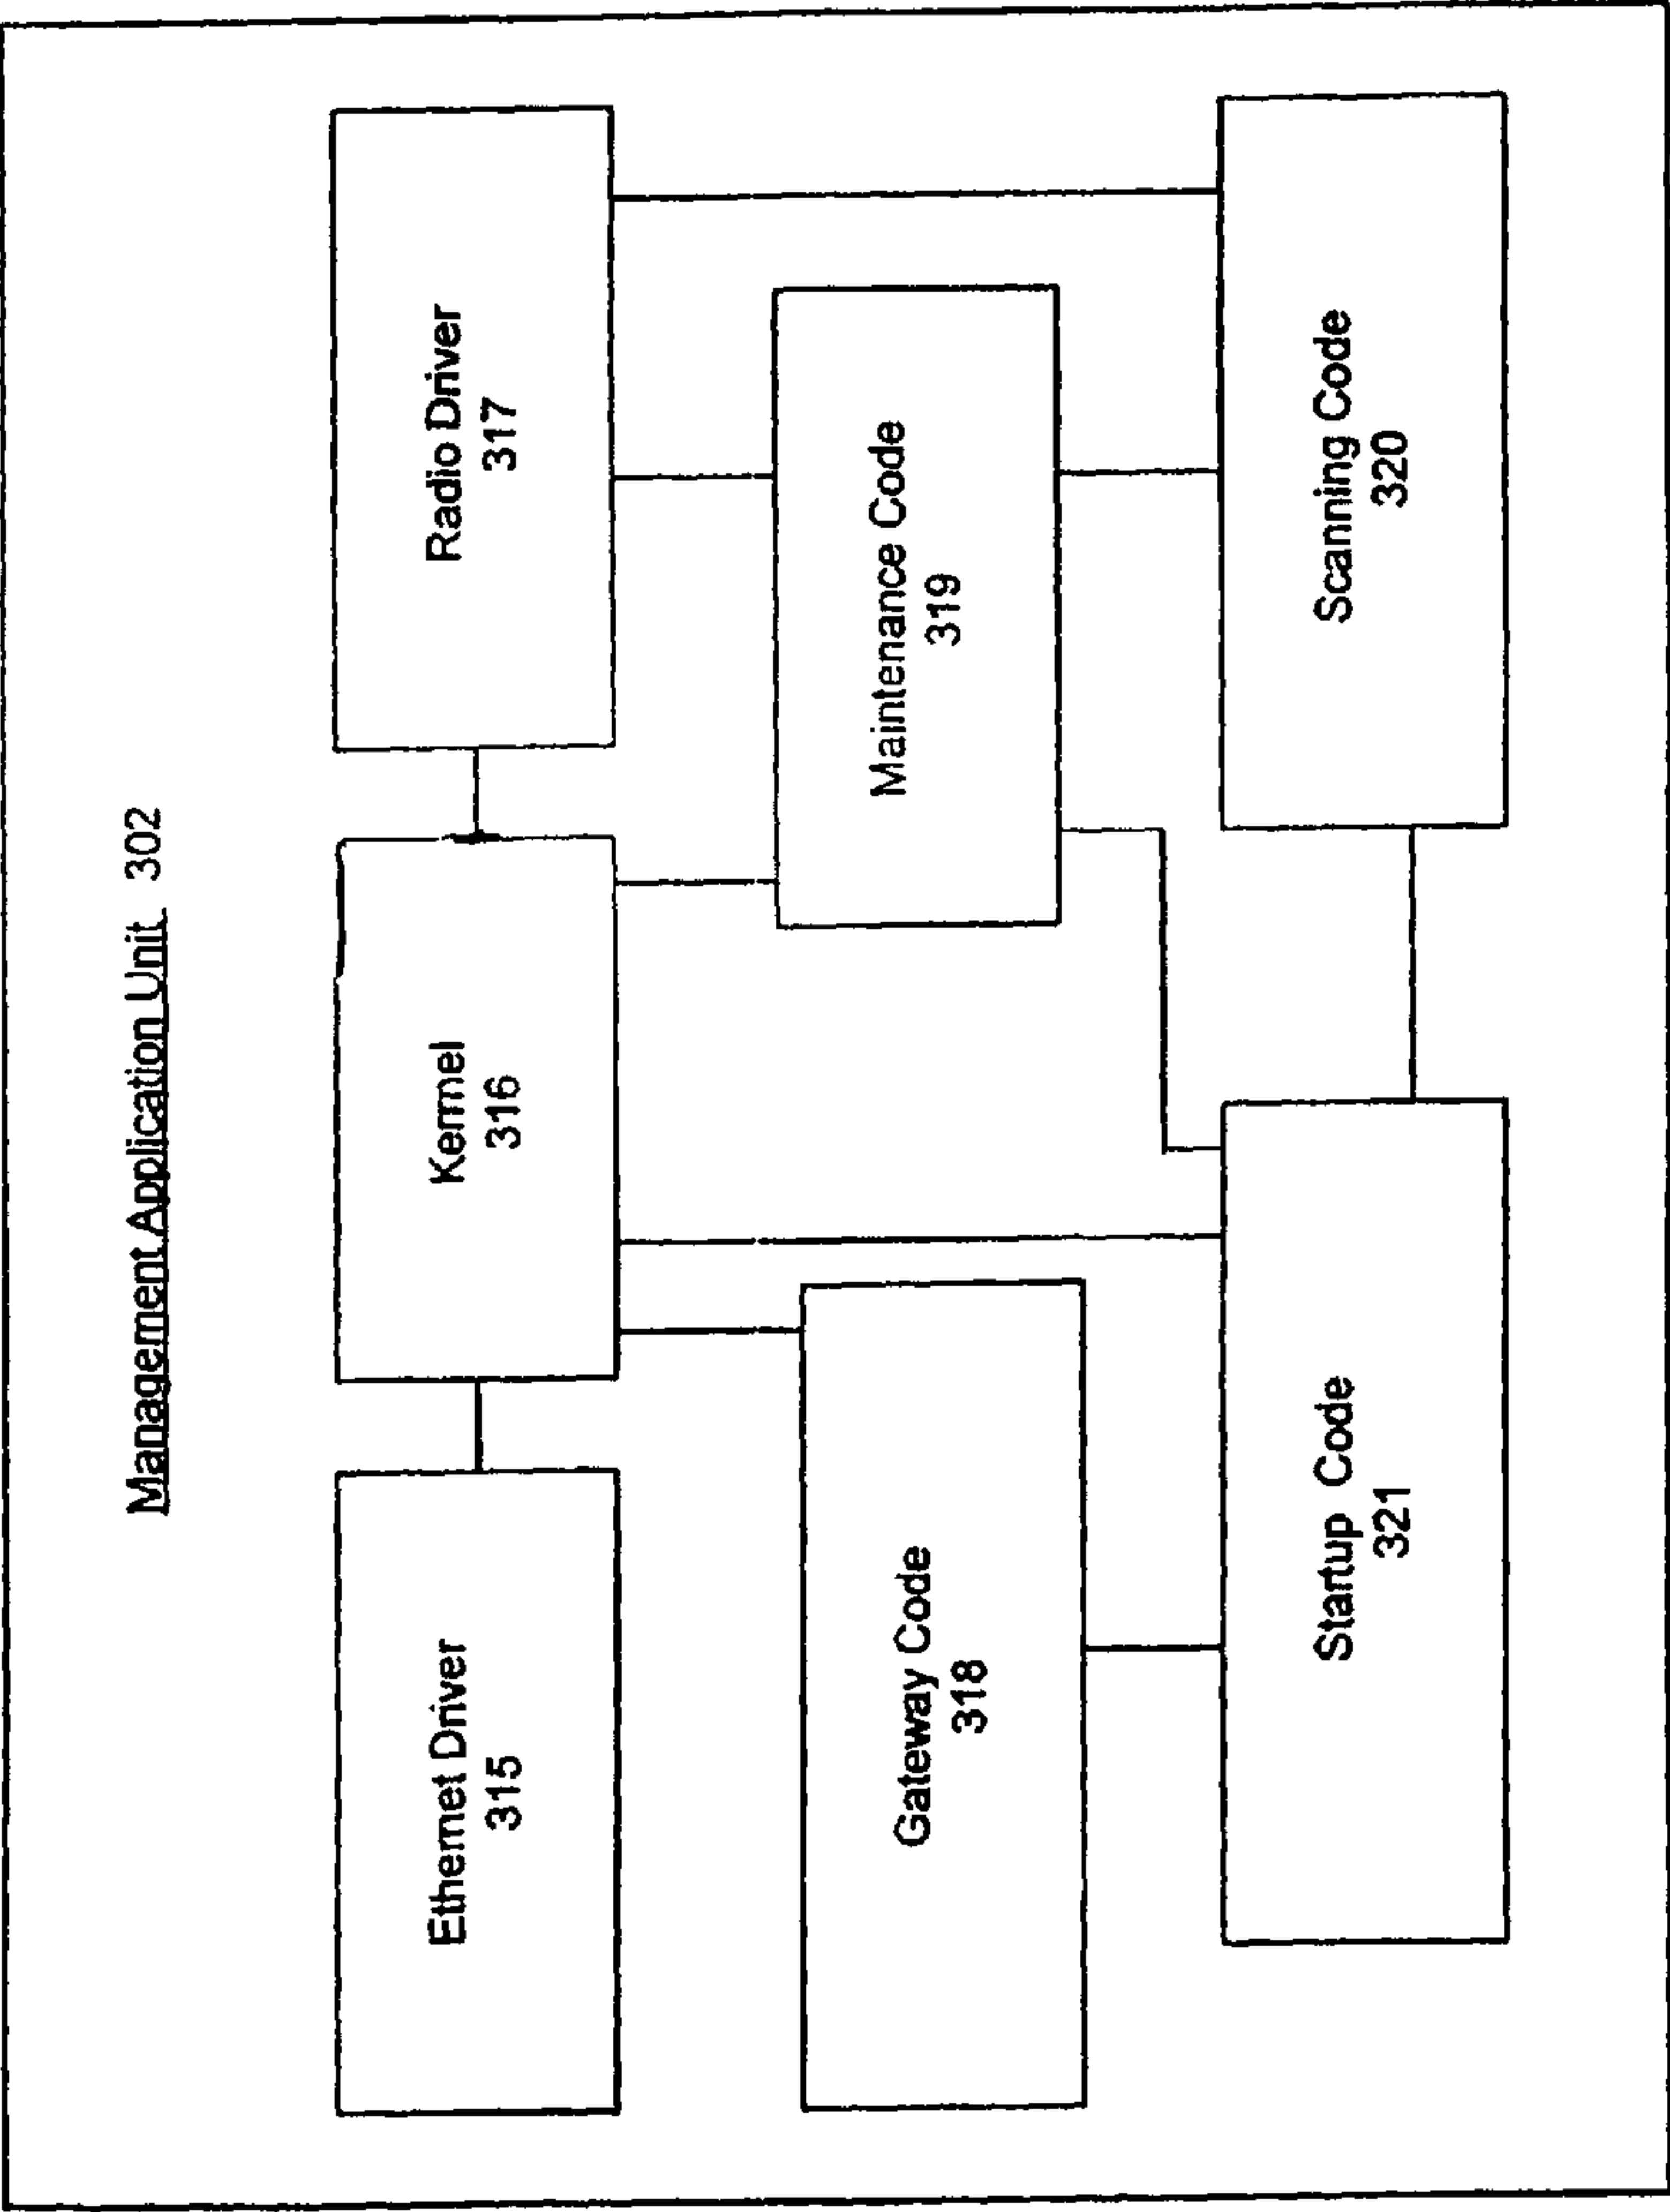 Management Application Unit 302
Ethernet Driver
315
Kernel
316
Radio Driver
317
Gateway Code
318
Maintenance Code
319
Startup Code
321
Scanning Code
320